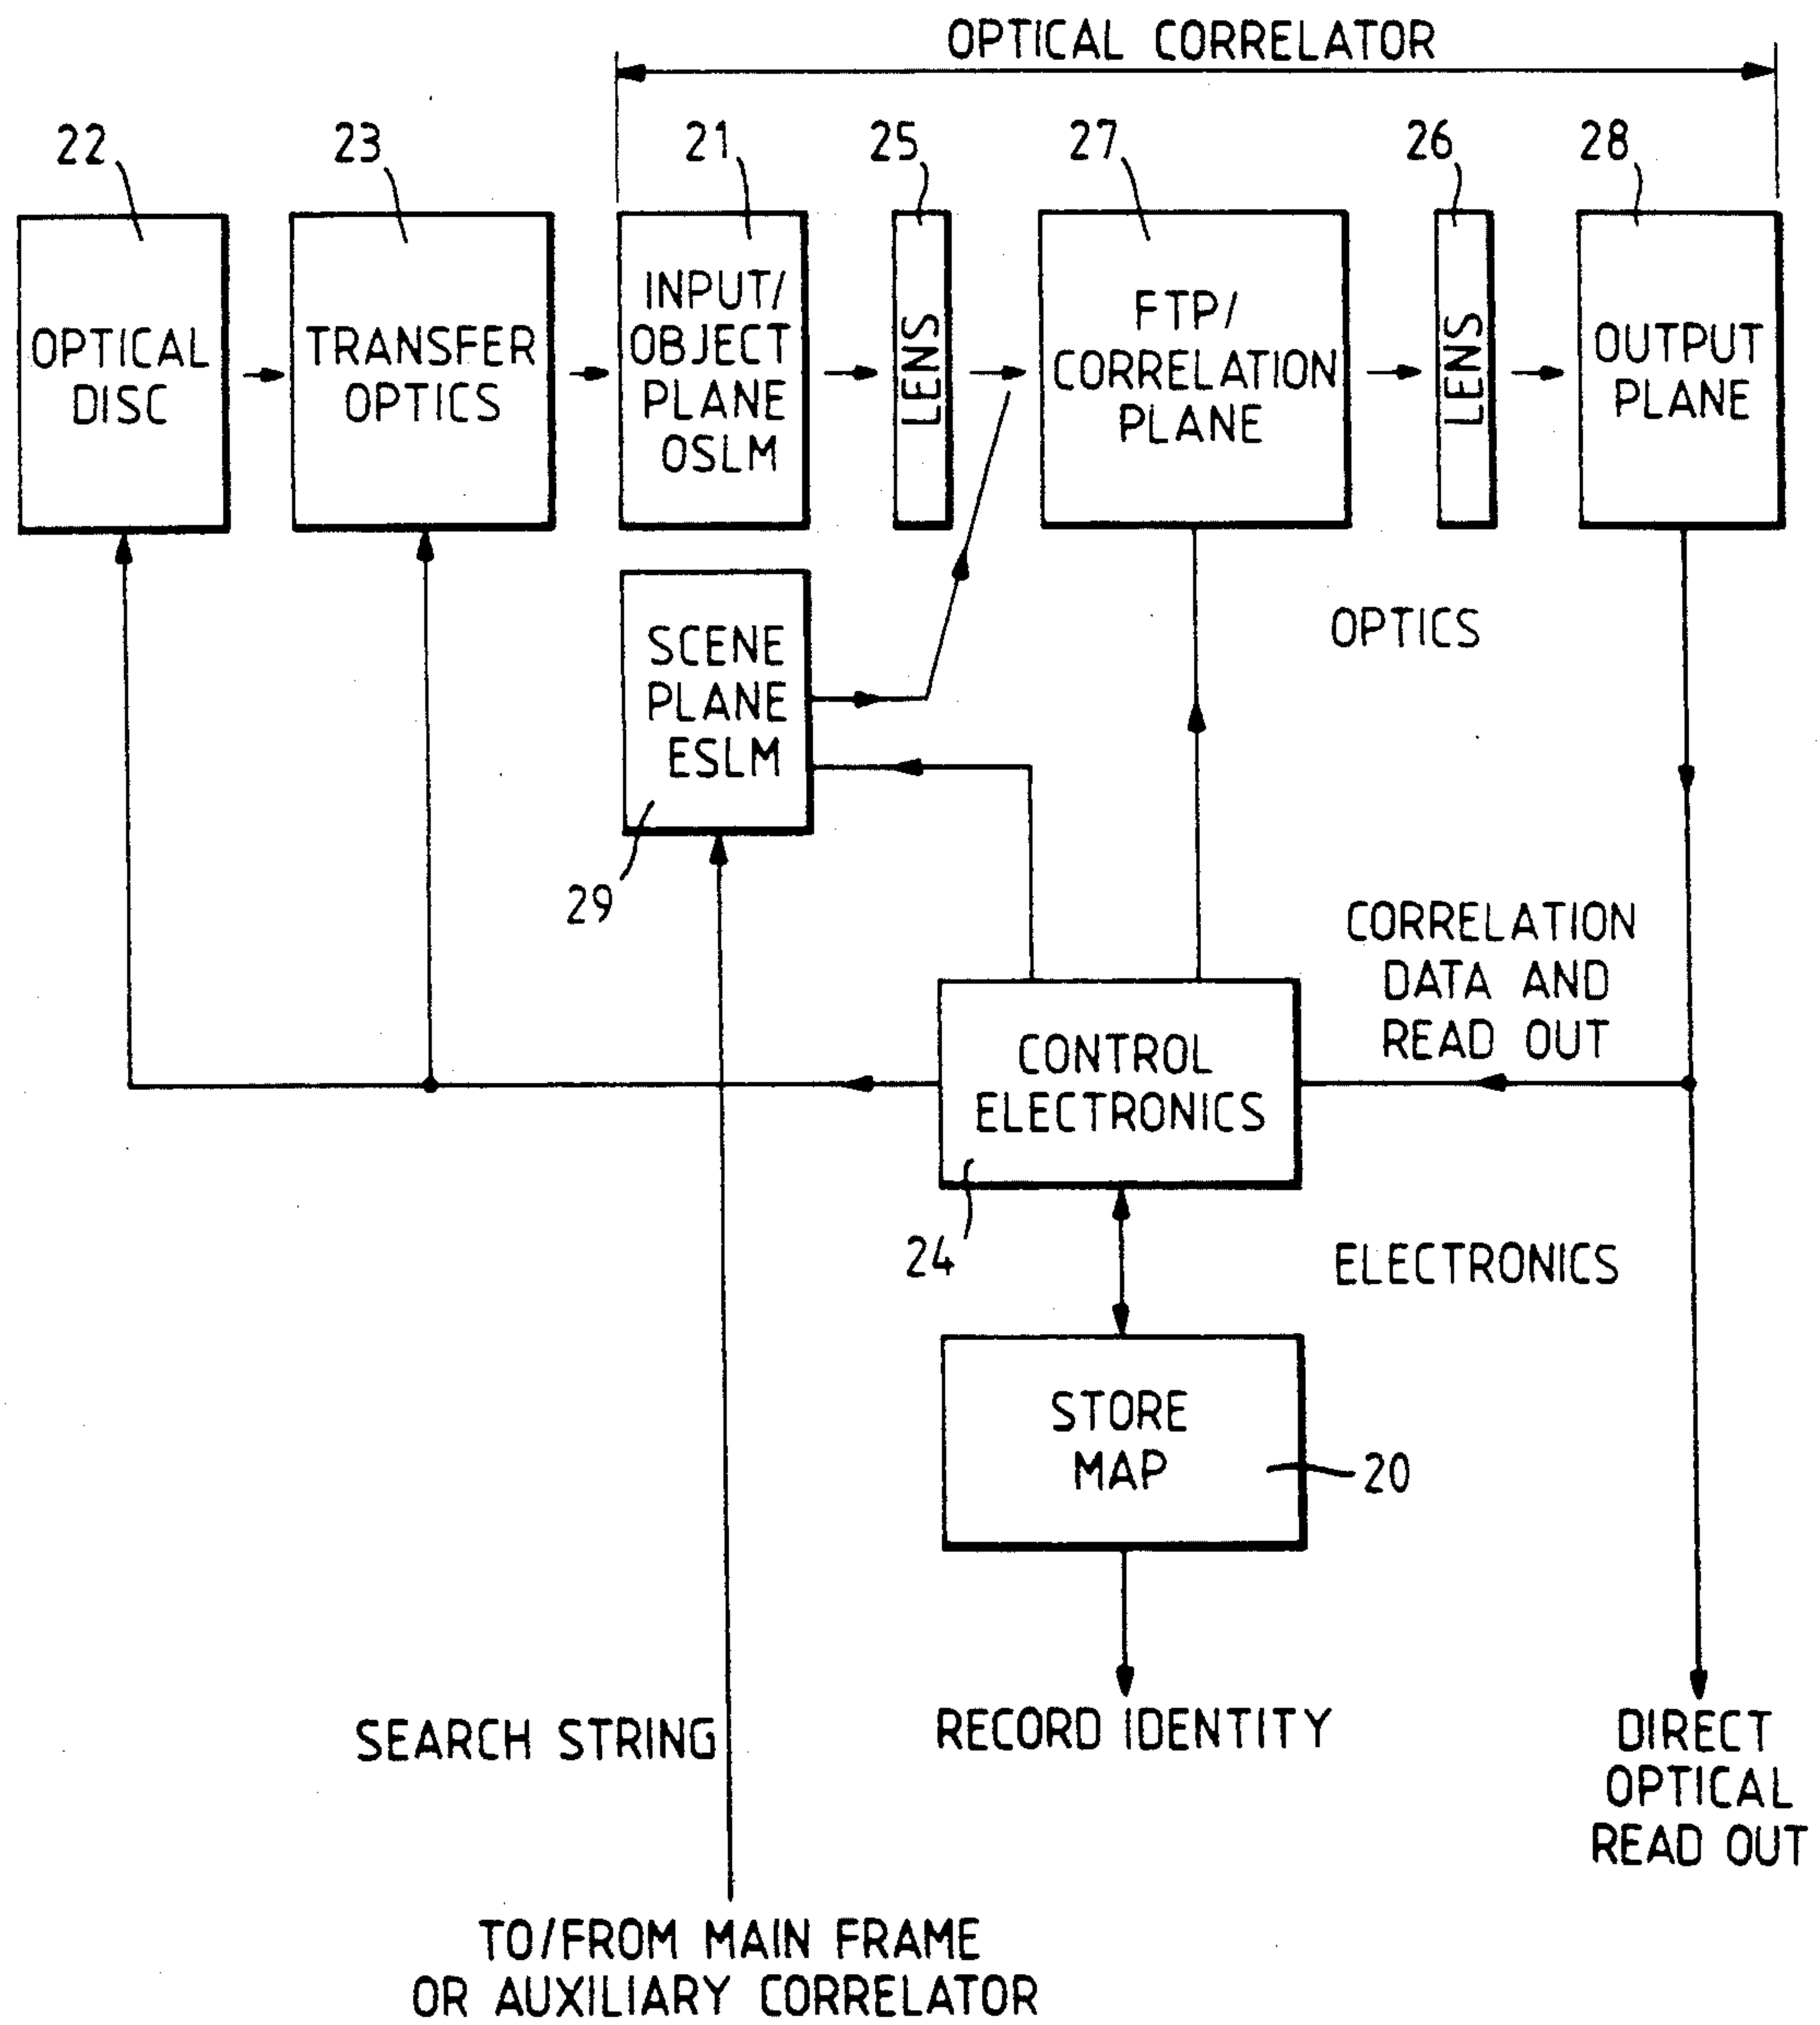 OPTICAL CORRELATOR
22
23
21
25
27
26
28
OPTICAL
DISC
TRANSFER
OPTICS
INPUT/
OBJECT
PLANE
OSLM
LENS
FTP/
CORRELATION
PLANE
LENS
OUTPUT
PLANE
SCENE
PLANE
ESLM
29
OPTICS
CORRELATION
DATA AND
READ OUT
CONTROL
ELECTRONICS
24
ELECTRONICS
STORE
MAP
20
SEARCH STRING
RECORD IDENTITY
DIRECT
OPTICAL
READ OUT
TO/FROM MAIN FRAME
OR AUXILIARY CORRELATOR